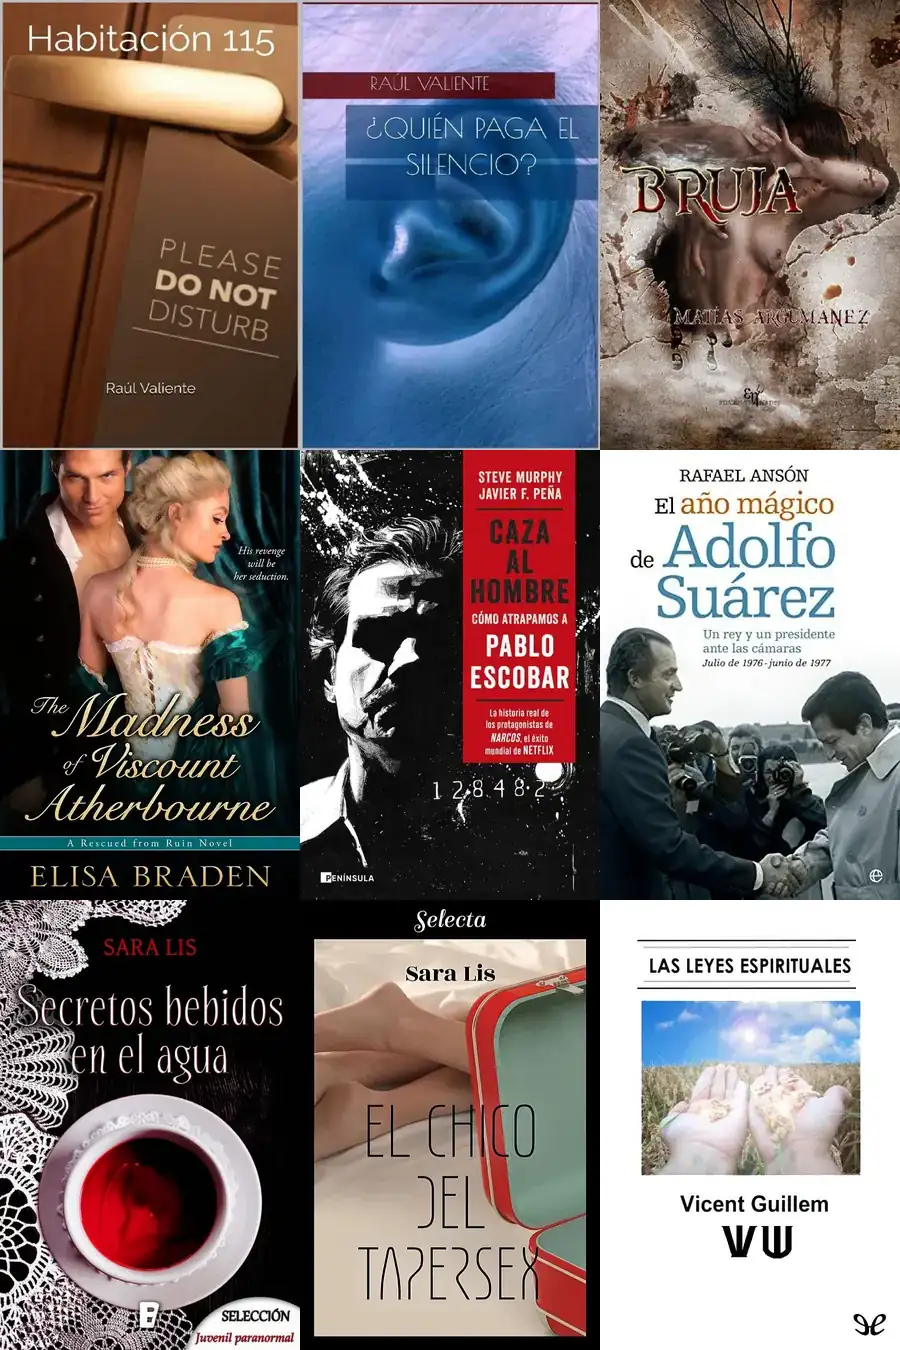 Habitación 115
PLEASE
DO NOT
DISTURB
Raúl Valiente
RAÚL VALIENTE
¿QUIÉN PAGA EL
SILENCIO?
BRUJA
MATÍAS ARGUMÁNEZ
His revenge
will be
her seduction.
The Madness
of Viscount
Atherbourne
A Rescued from Ruin Novel
ELISA BRADEN
STEVE MURPHY
JAVIER F. PEÑA
CAZA
AL
HOMBRE
CÓMO ATRAPAMOS A
PABLO
ESCOBAR
La historia real de
los protagonistas de
NARCOS, el éxito
mundial de NETFLIX
128482
PENÍNSULA
RAFAEL ANSÓN
El año mágico
de Adolfo
Suárez
Un rey y un presidente
ante las cámaras
Julio de 1976 - junio de 1977
SARA LIS
Secretos bebidos
en el agua
B
SELECCIÓN
Juvenil paranormal
Selecta
Sara Lis
EL CHICO
DEL
TAPERSEX
LAS LEYES ESPIRITUALES
Vicent Guillem